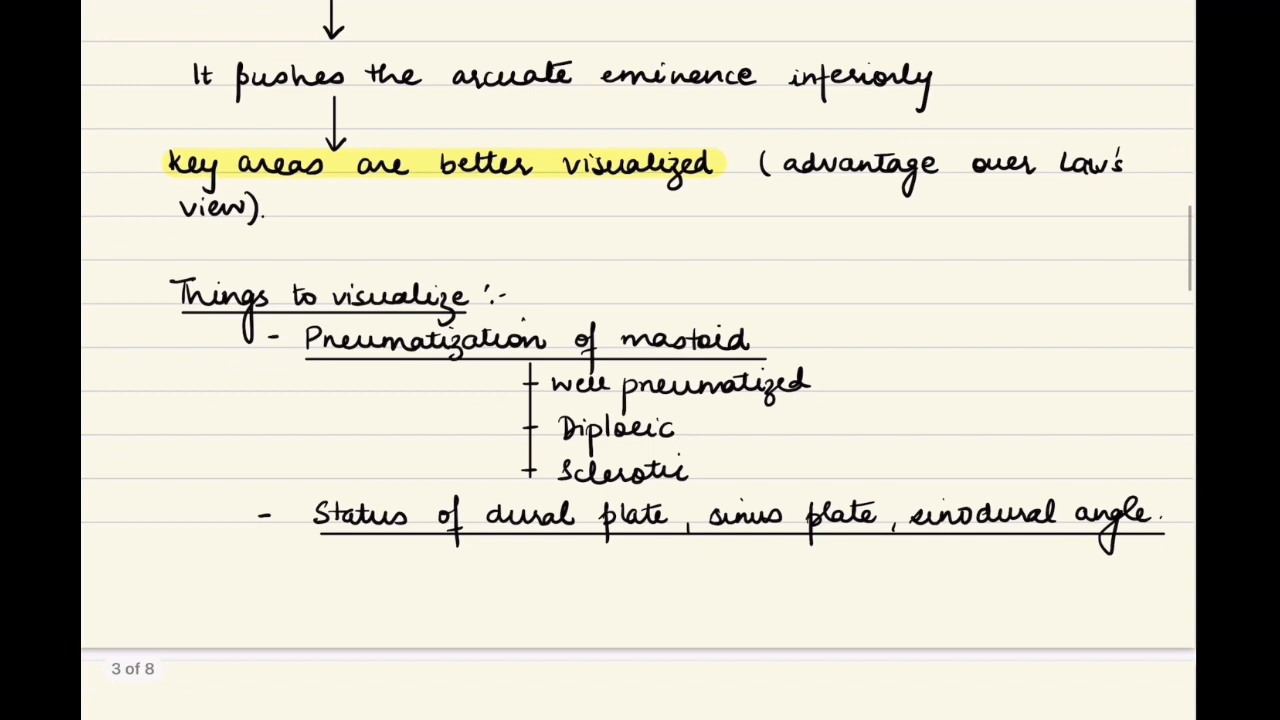 It pushes the arcuate eminence inferiorly
Key areas are better visualized (advantage over Law's
view).
Things to visualize :-
- Pneumatization of mastoid
- well pneumatized
- Diploeic
- Sclerotic
- Status of dural plate, sinus plate, sinodural angle.
3 of 8